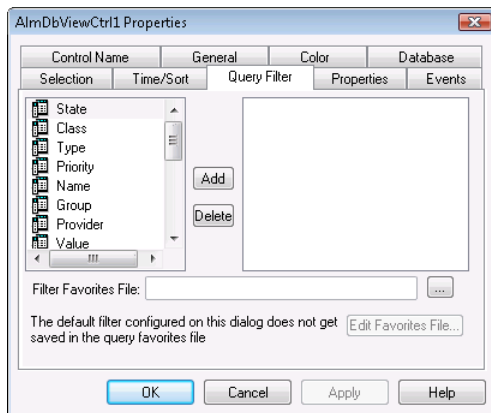 AlmDbViewCtrl1 Properties
Control Name General Color Database
Selection Time/Sort Query Filter Properties Events
State
Class
Type
Priority
Name
Group
Provider
Value
Add
Delete
Filter Favorites File:
...
The default filter configured on this dialog does not get
saved in the query favorites file
Edit Favorites File...
OK Cancel Apply Help